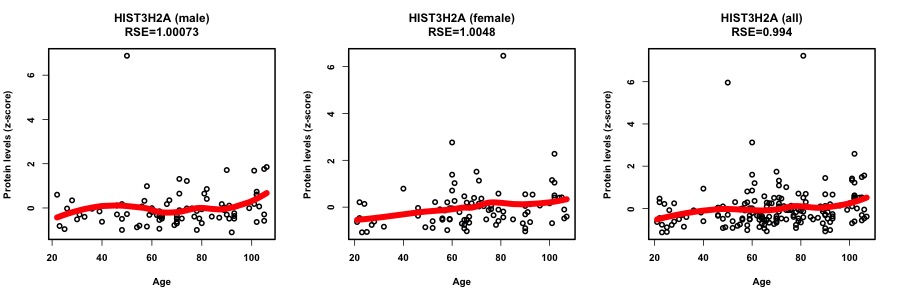 HIST3H2A (male)
RSE=1.00073
Protein levels (z-score)
6
4
2
0
20
40
60
80
100
Age
HIST3H2A (female)
RSE=1.0048
Protein levels (z-score)
6
4
2
0
20
40
60
80
100
Age
HIST3H2A (all)
RSE=0.994
Protein levels (z-score)
6
4
2
0
20
40
60
80
100
Age